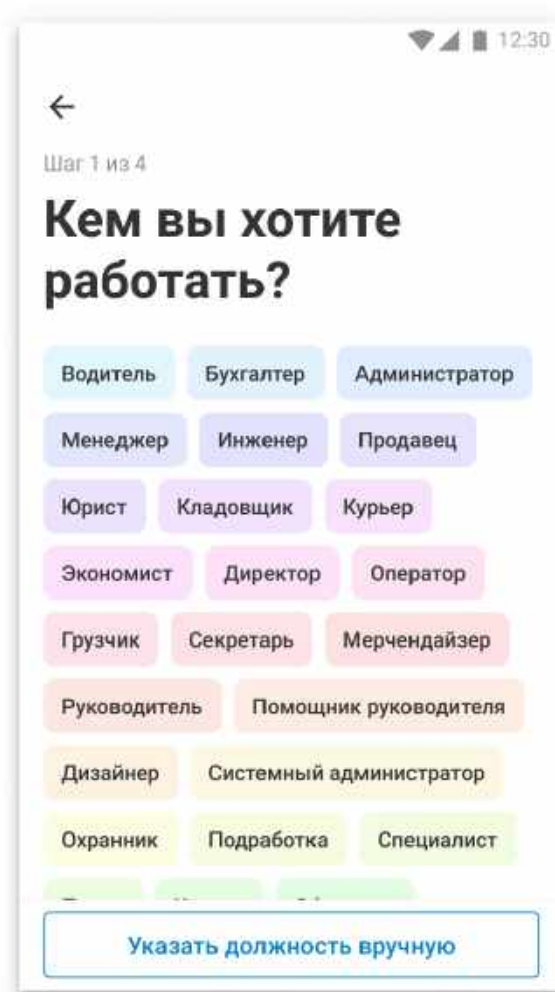 12:30
Шаг 1 из 4
Кем вы хотите
работать?
Водитель Бухгалтер Администратор
Менеджер Инженер Продавец
Юрист Кладовщик Курьер
Экономист Директор Оператор
Грузчик Секретарь Мерчендайзер
Руководитель Помощник руководителя
Дизайнер Системный администратор
Охранник Подработка Специалист
Указать должность вручную